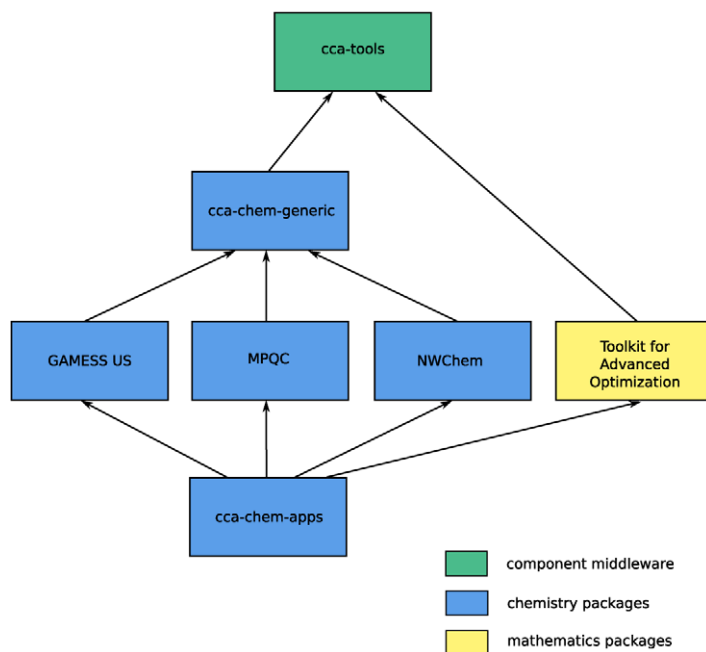 cca-tools
cca-chem-generic
GAMESS US
MPQC
NWChem
Toolkit for
Advanced
Optimization
cca-chem-apps
component middleware
chemistry packages
mathematics packages